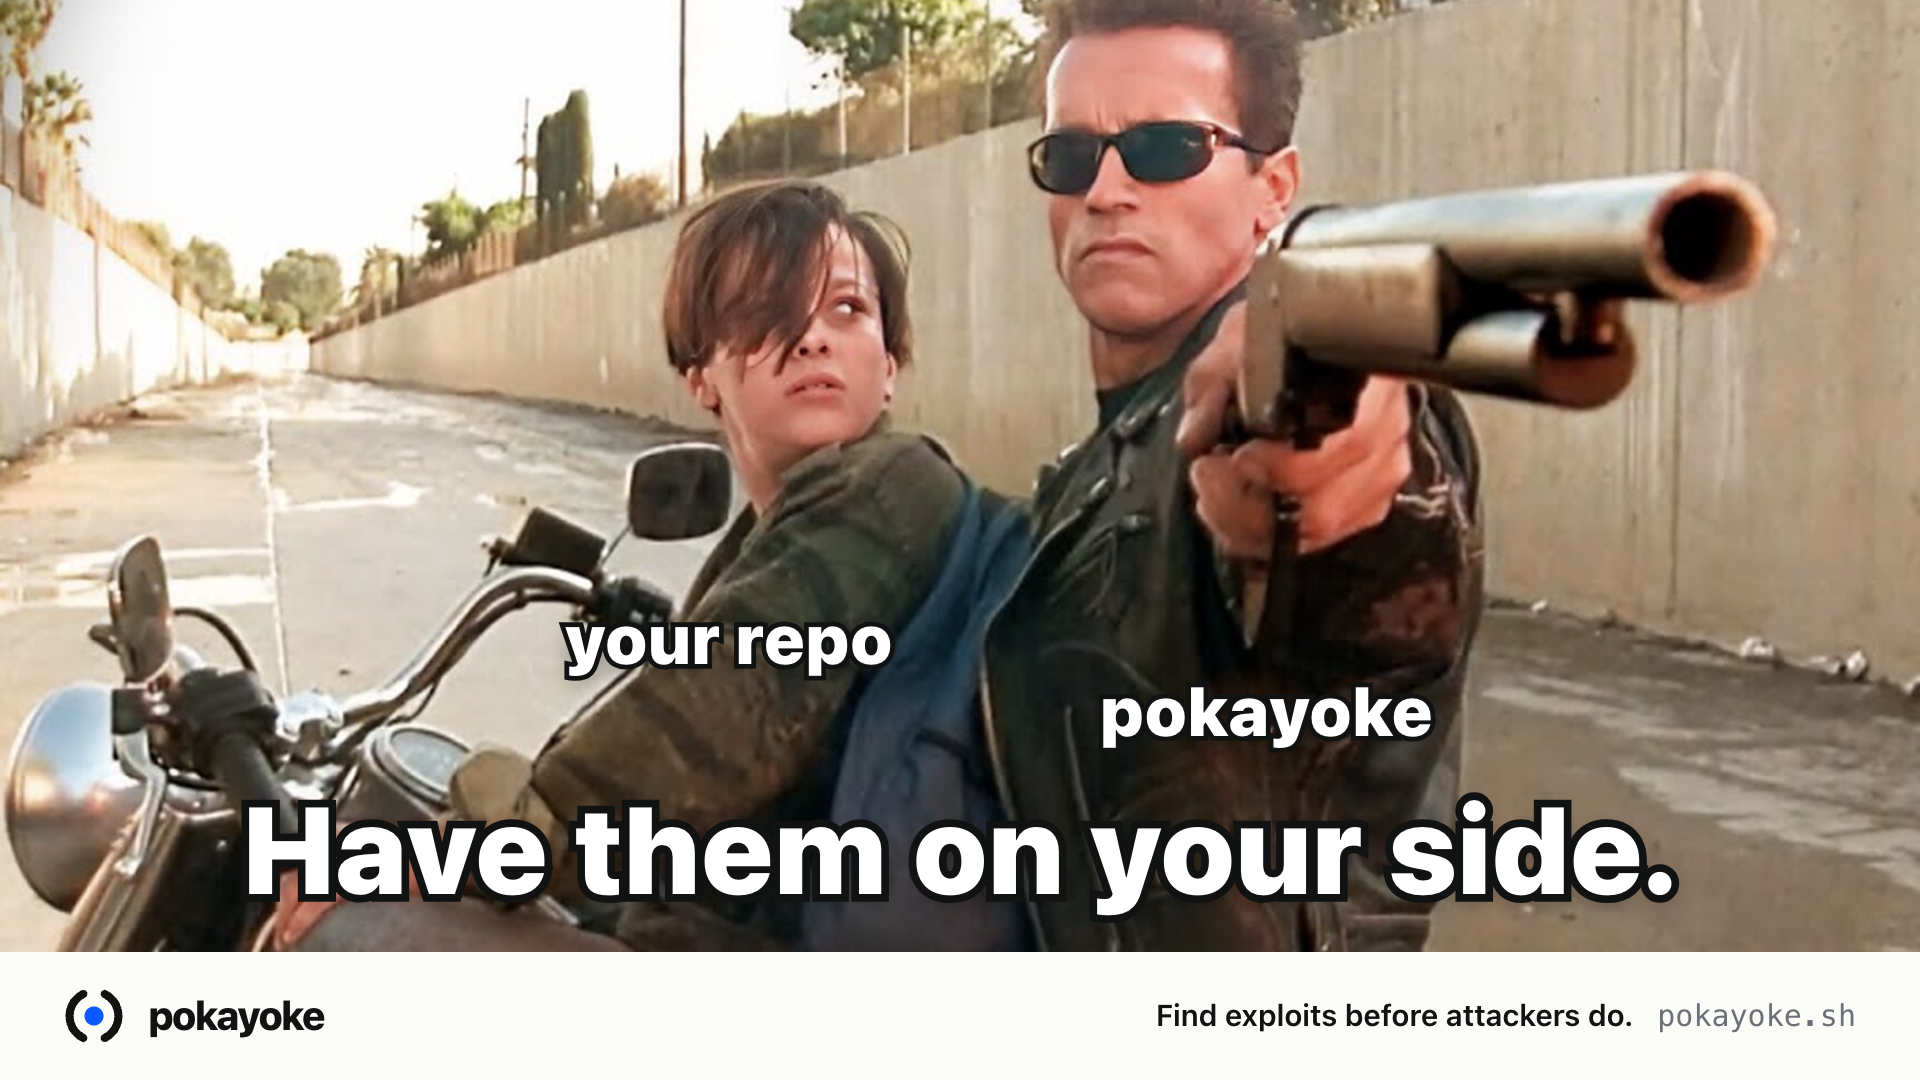 your repo
pokayoke
Have them on your side.
pokayoke
Find exploits before attackers do. pokayoke.sh